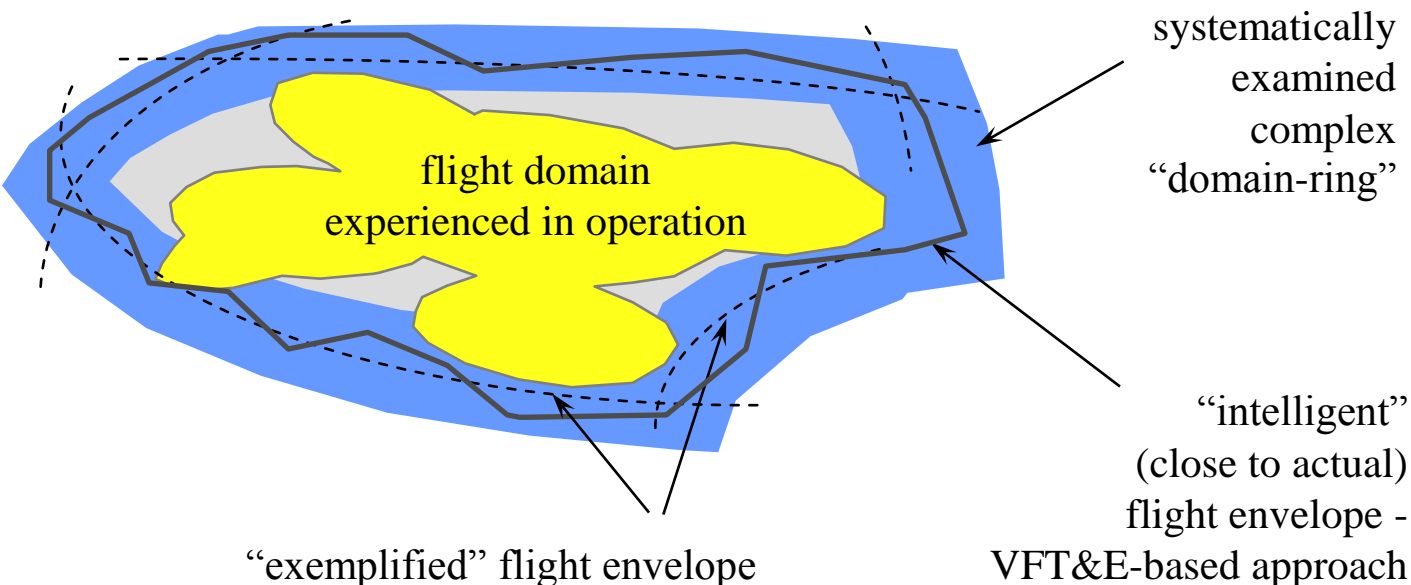 systematically
examined
complex
“domain-ring”
flight domain
experienced in operation
“intelligent”
(close to actual)
flight envelope -
VFT&E-based approach
“exemplified” flight envelope